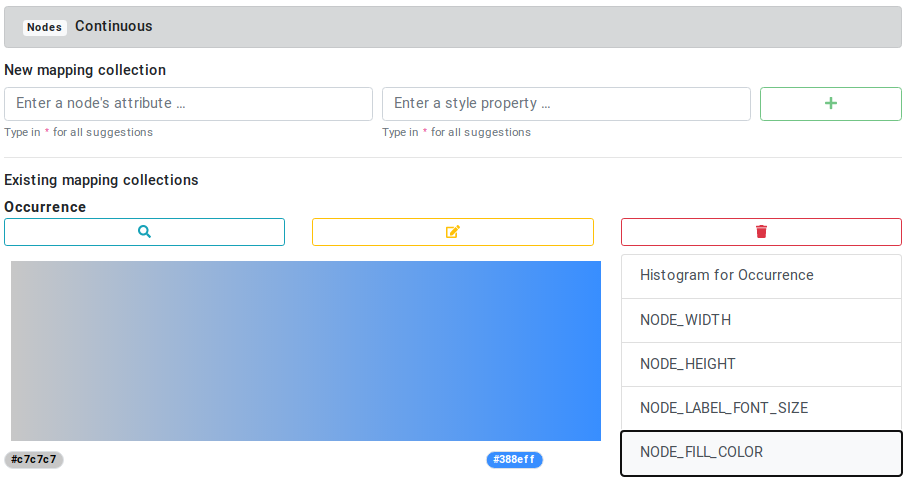 Nodes Continuous
New mapping collection
Enter a node's attribute ...
Enter a style property ...
Type in * for all suggestions
Type in * for all suggestions
Existing mapping collections
Occurrence
Histogram for Occurrence
NODE_WIDTH
NODE_HEIGHT
NODE_LABEL_FONT_SIZE
NODE_FILL_COLOR
#c7c7c7
#388eff